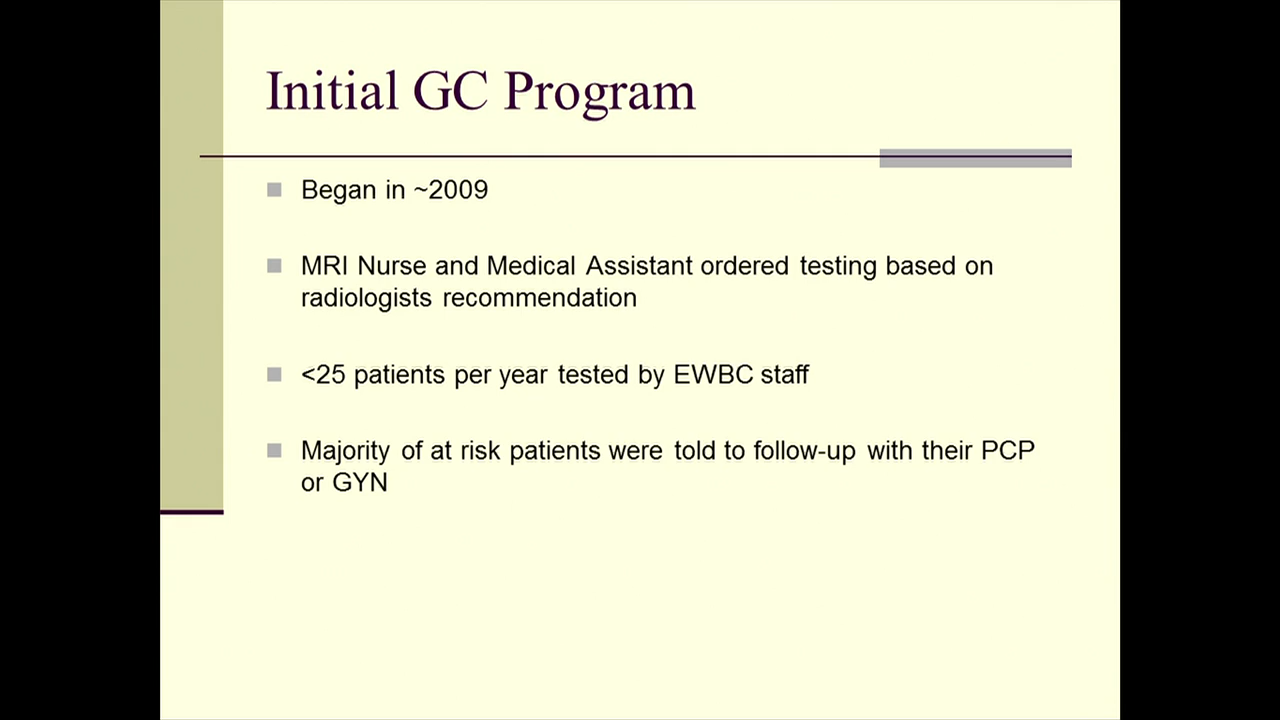 Initial GC Program
Began in ~2009
MRI Nurse and Medical Assistant ordered testing based on
radiologists recommendation
<25 patients per year tested by EWBC staff
Majority of at risk patients were told to follow-up with their PCP
or GYN